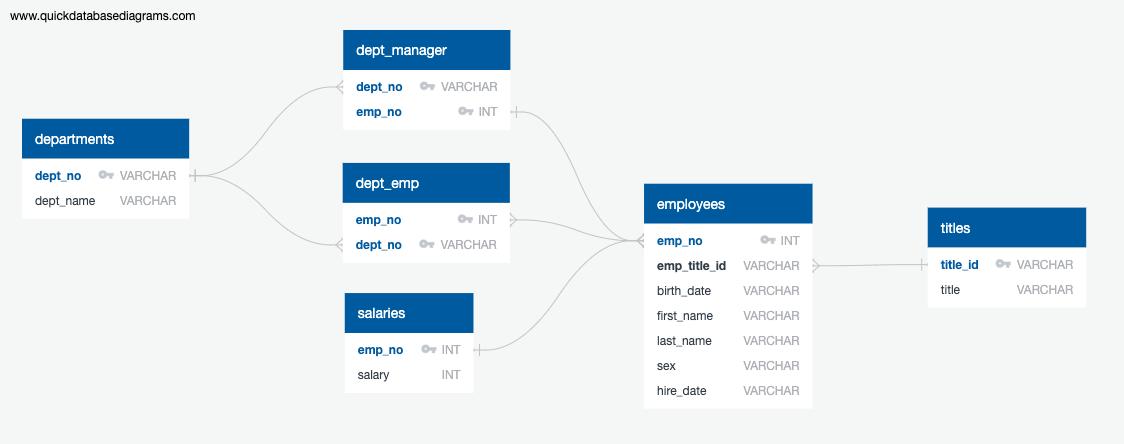 www.quickdatabasediagrams.com
departments
dept_no VARCHAR
dept_name VARCHAR
dept_manager
dept_no VARCHAR
emp_no INT
dept_emp
emp_no INT
dept_no VARCHAR
salaries
emp_no INT
salary INT
employees
emp_no INT
emp_title_id VARCHAR
birth_date VARCHAR
first_name VARCHAR
last_name VARCHAR
sex VARCHAR
hire_date VARCHAR
titles
title_id VARCHAR
title VARCHAR